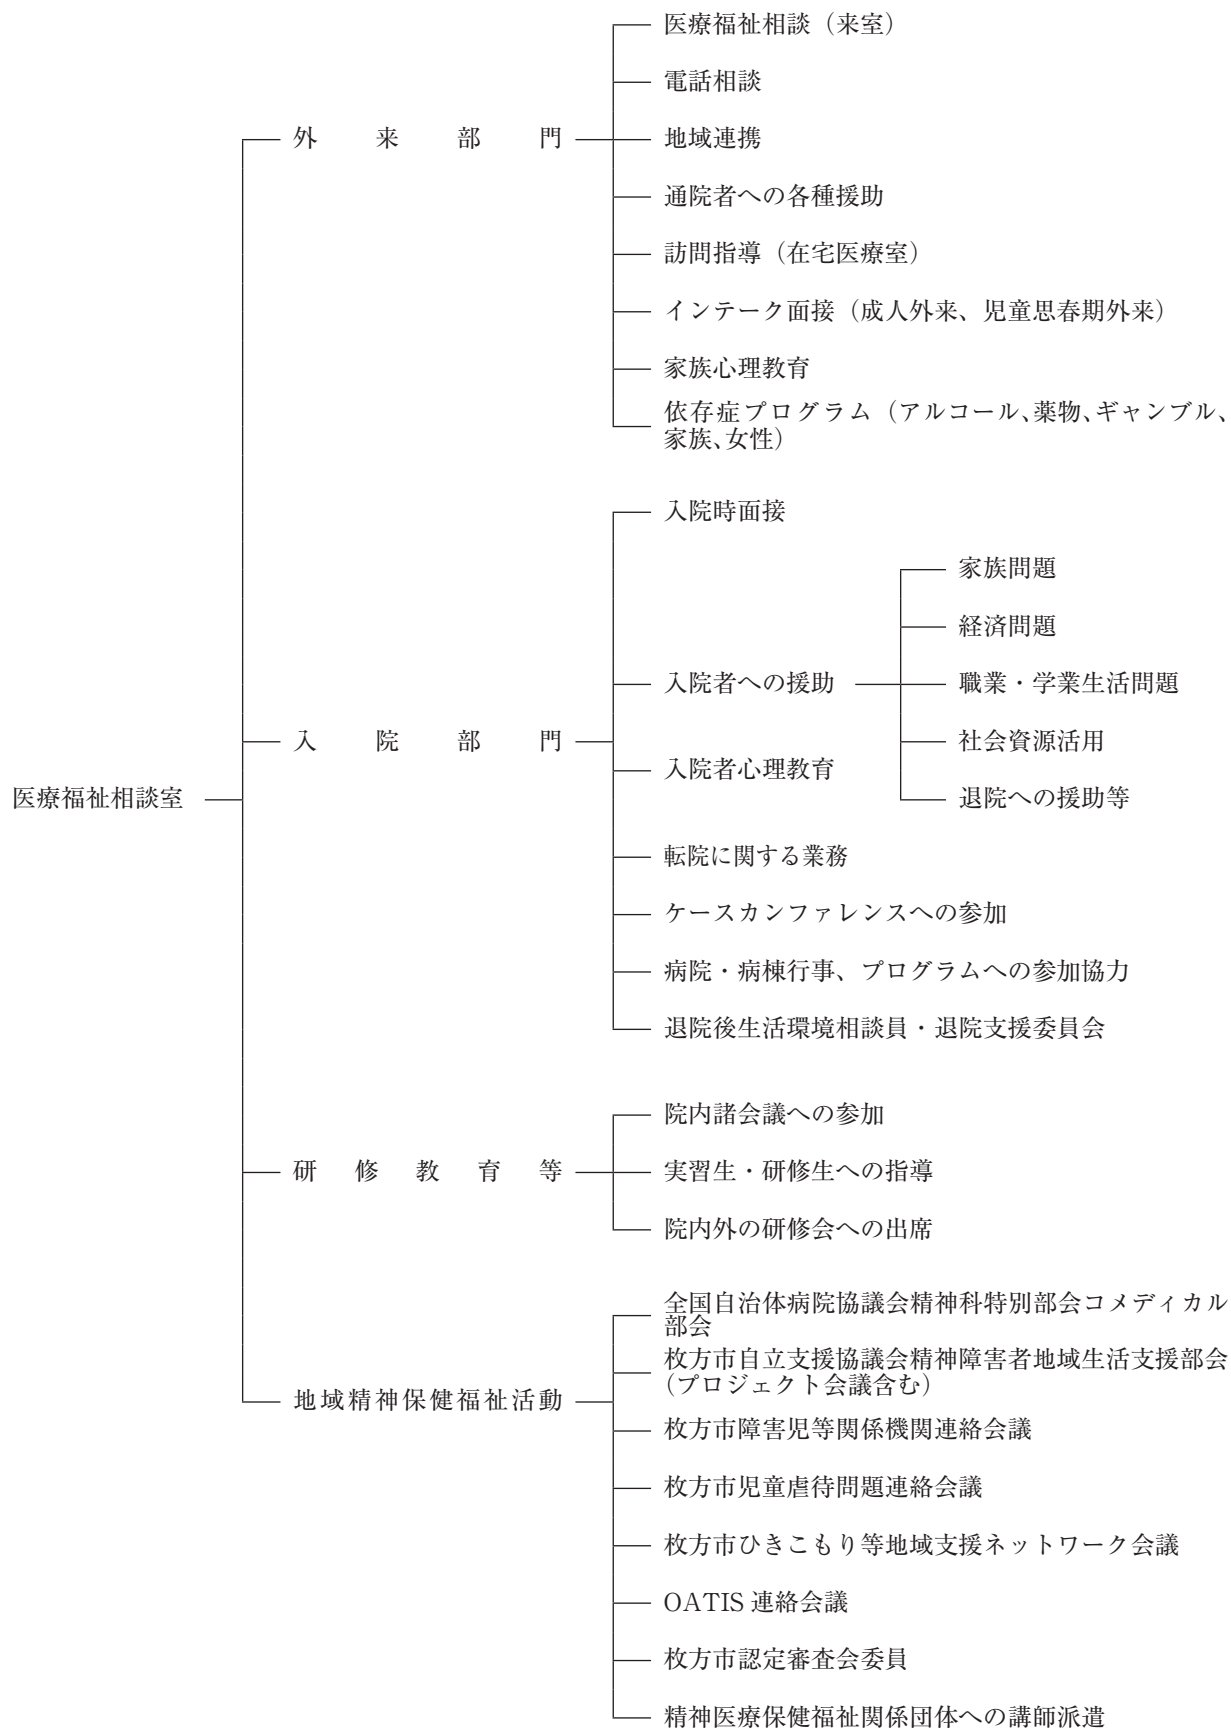 医療福祉相談室
外来部門
医療福祉相談（来室）
電話相談
地域連携
通院者への各種援助
訪問指導（在宅医療室）
インテーク面接（成人外来、児童思春期外来）
家族心理教育
依存症プログラム（アルコール、薬物、ギャンブル、
家族、女性）
入院部門
入院時面接
入院者への援助
家族問題
経済問題
職業・学業生活問題
社会資源活用
退院への援助等
入院者心理教育
転院に関する業務
ケースカンファレンスへの参加
病院・病棟行事、プログラムへの参加協力
退院後生活環境相談員・退院支援委員会
研修教育等
院内諸会議への参加
実習生・研修生への指導
院内外の研修会への出席
地域精神保健福祉活動
全国自治体病院協議会精神科特別部会コメディカル
部会
枚方市自立支援協議会精神障害者地域生活支援部会
（プロジェクト会議含む）
枚方市障害児等関係機関連絡会議
枚方市児童虐待問題連絡会議
枚方市ひきこもり等地域支援ネットワーク会議
OATIS 連絡会議
枚方市認定審査会委員
精神医療保健福祉関係団体への講師派遣